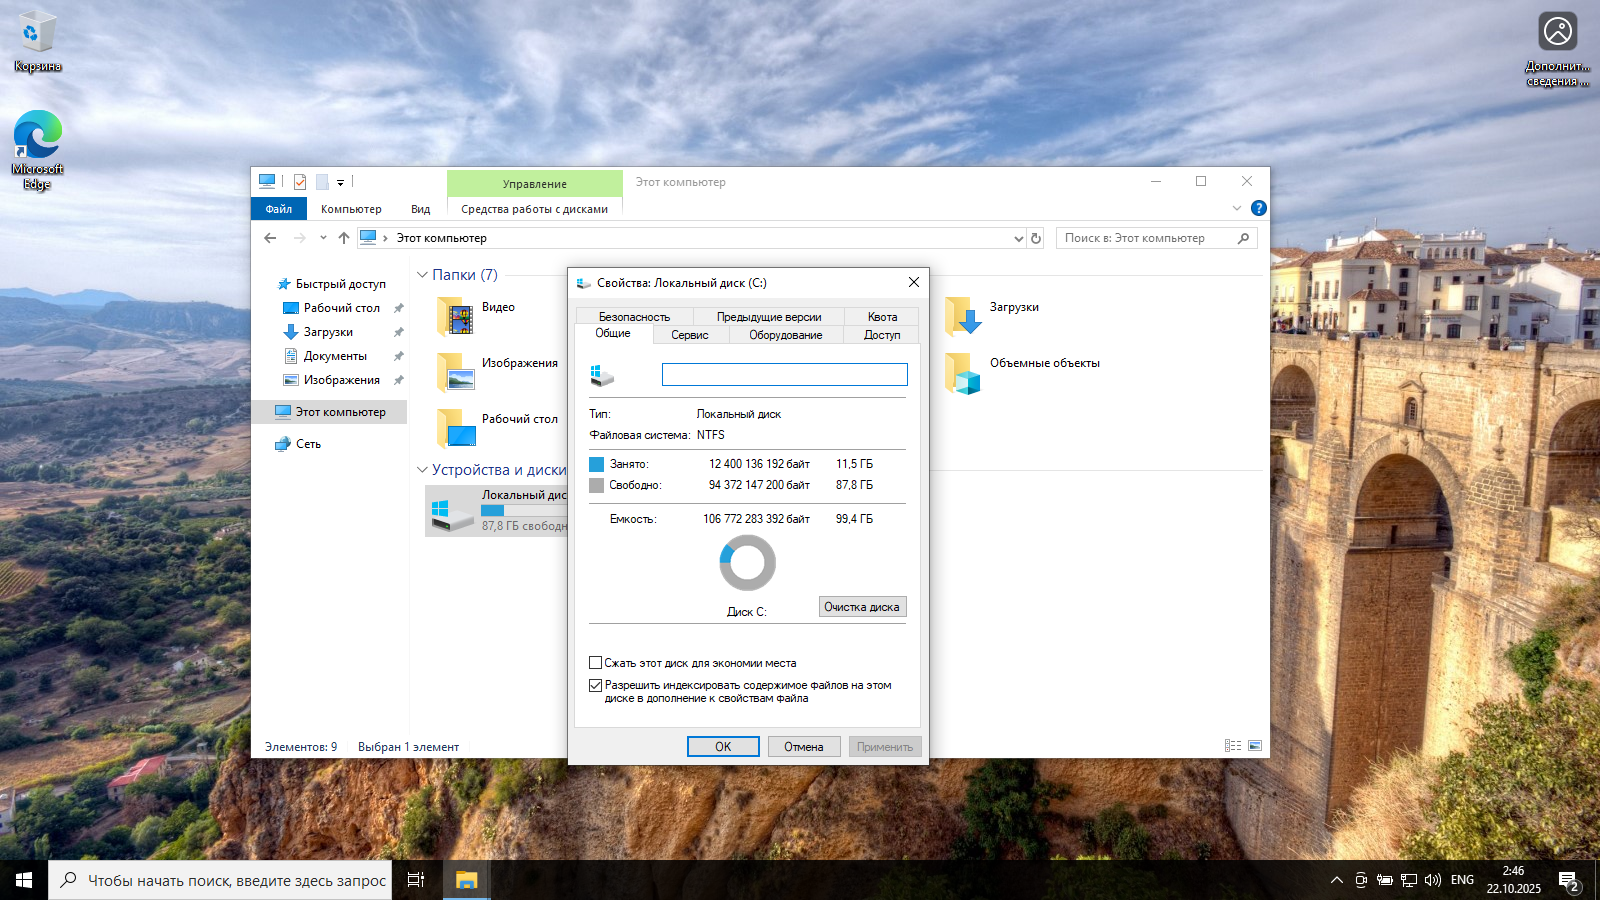 Корзина
Microsoft
Edge
Дополнит...
сведения ...
Управление
Этот компьютер
Файл
Компьютер
Вид
Средства работы с дисками
Этот компьютер
Поиск в: Этот компьютер
Быстрый доступ
Рабочий стол
Загрузки
Документы
Изображения
Этот компьютер
Сеть
Папки (7)
Видео
Изображения
Рабочий стол
Загрузки
Объемные объекты
Устройства и диски
Локальный дис
87,8 ГБ свободн
Элементов: 9
Выбран 1 элемент
Свойства: Локальный диск (C:)
Безопасность
Предыдущие версии
Квота
Общие
Сервис
Оборудование
Доступ
Тип: Локальный диск
Файловая система: NTFS
Занято: 12 400 136 192 байт 11,5 ГБ
Свободно: 94 372 147 200 байт 87,8 ГБ
Емкость: 106 772 283 392 байт 99,4 ГБ
Диск C:
Очистка диска
Сжать этот диск для экономии места
Разрешить индексировать содержимое файлов на этом
диске в дополнение к свойствам файла
OK
Отмена
Применить
Чтобы начать поиск, введите здесь запрос
ENG
2:46
22.10.2025
2